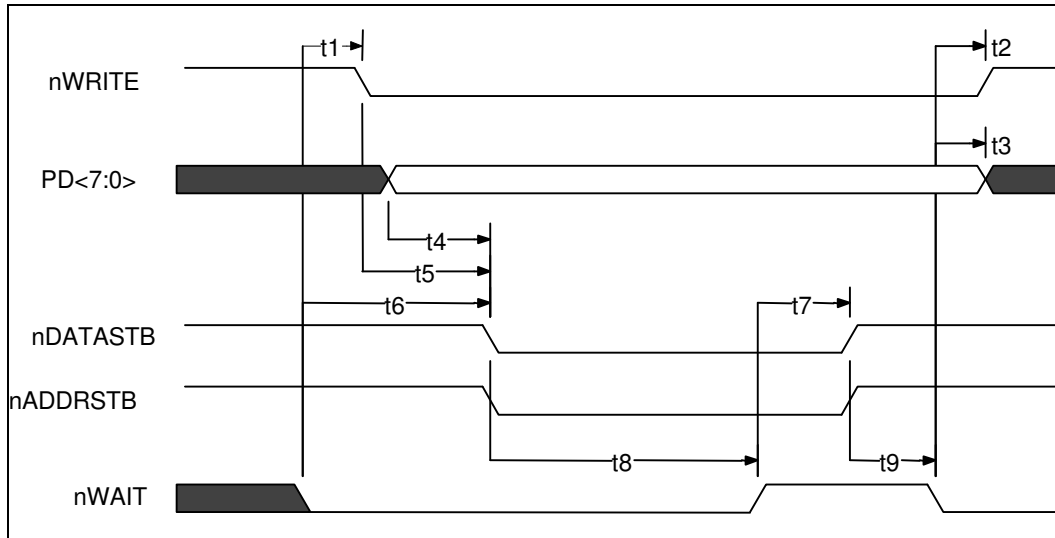 t1
t2
nWRITE
t3
PD<7:0>
t4
t5
t6
t7
nDATASTB
nADDRSTB
t8
t9
nWAIT